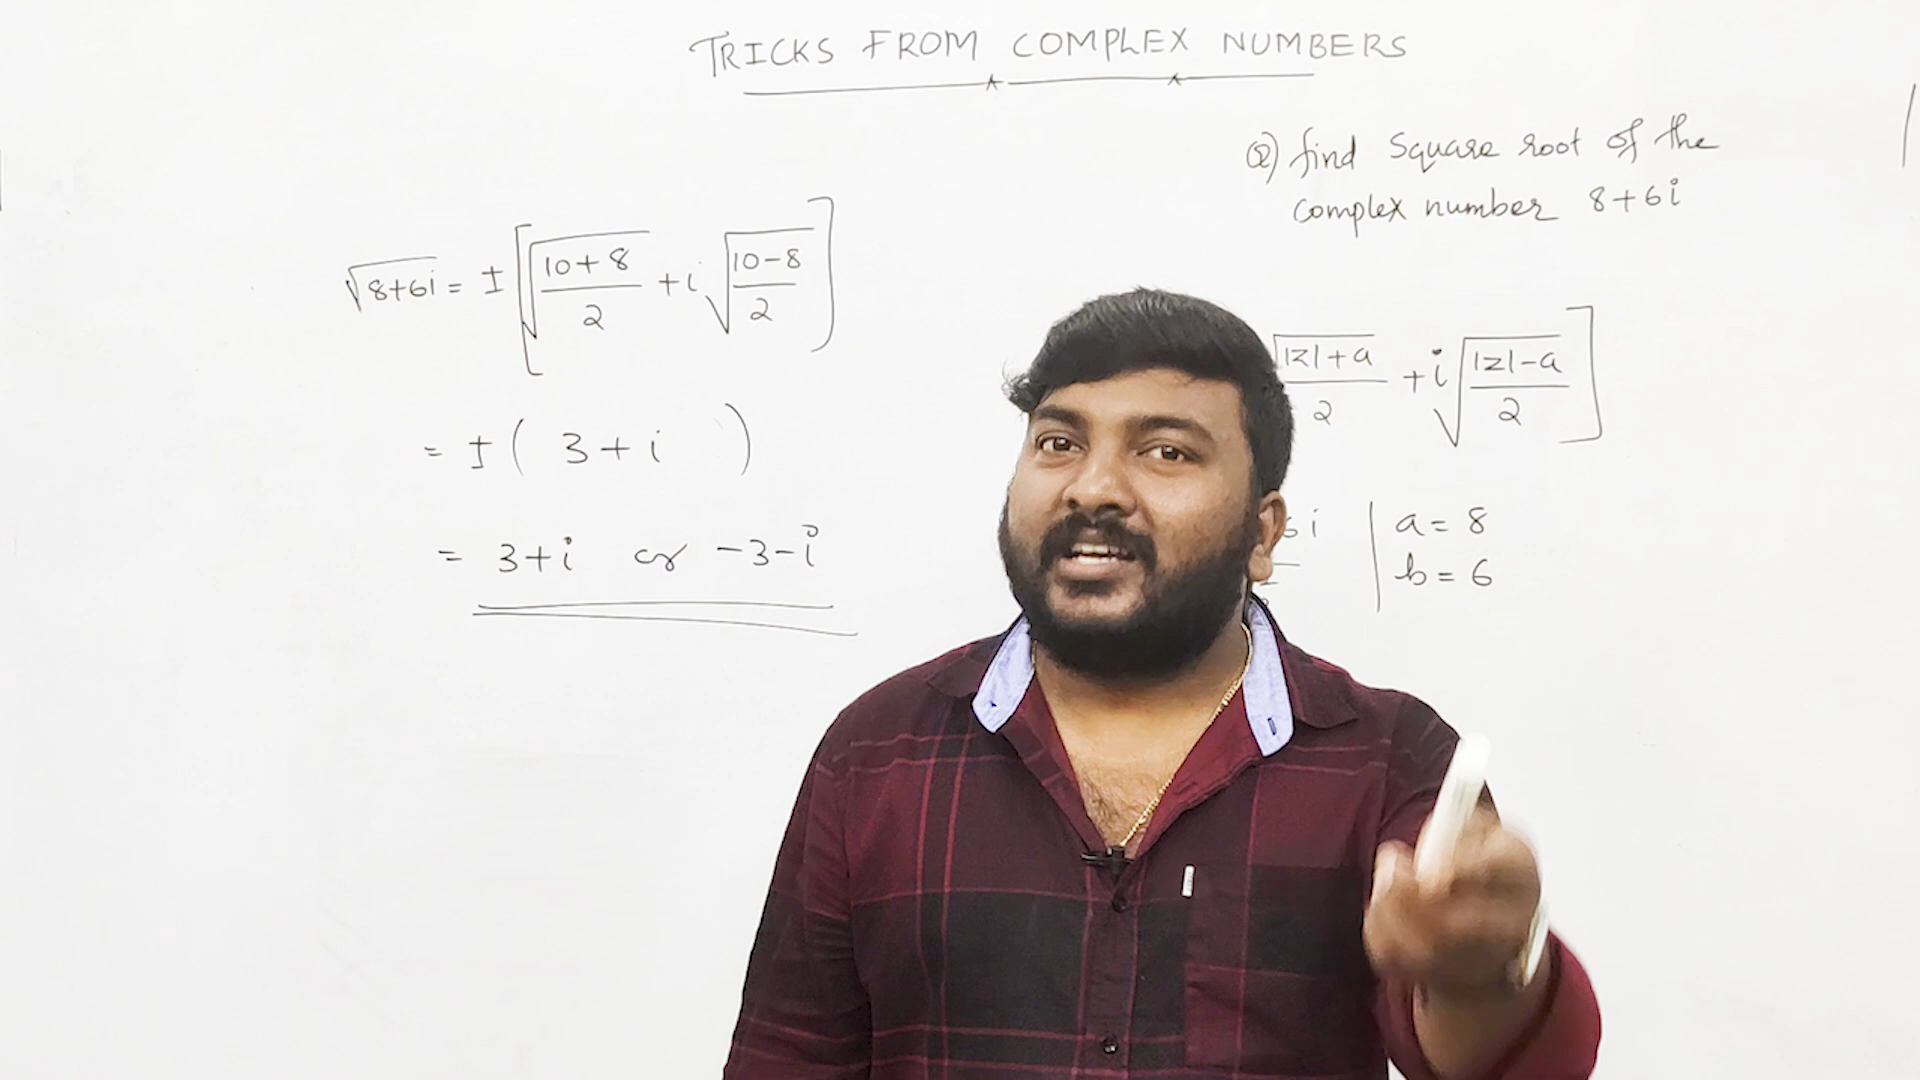 TRICKS FROM COMPLEX NUMBERS
Q) find Square root of the
complex number 8+6i
√8+6i = ± [√(10+8)/2 + i √(10-8)/2]
= ± ( 3+i )
= 3+i or -3-i
√|z|+a/2 + i √|z|-a/2]
6i | a = 8
b = 6